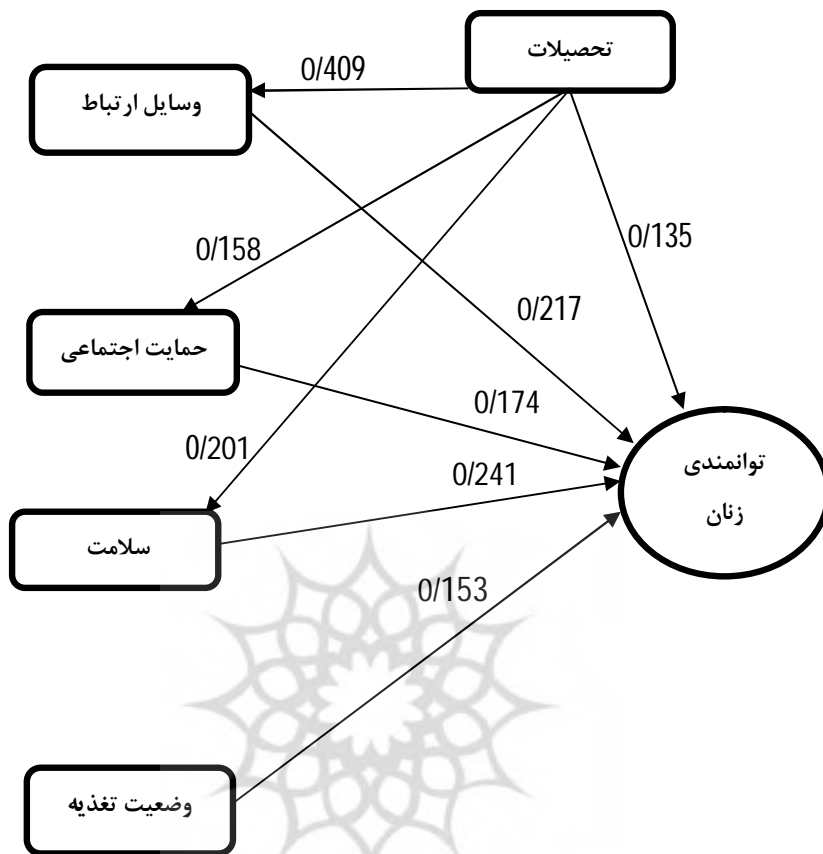 تحصیلات
0/409
وسایل ارتباط
0/158
0/135
0/217
حمایت اجتماعی
0/174
0/201
0/241
توانمندی
زنان
سلامت
0/153
وضعیت تغذیه